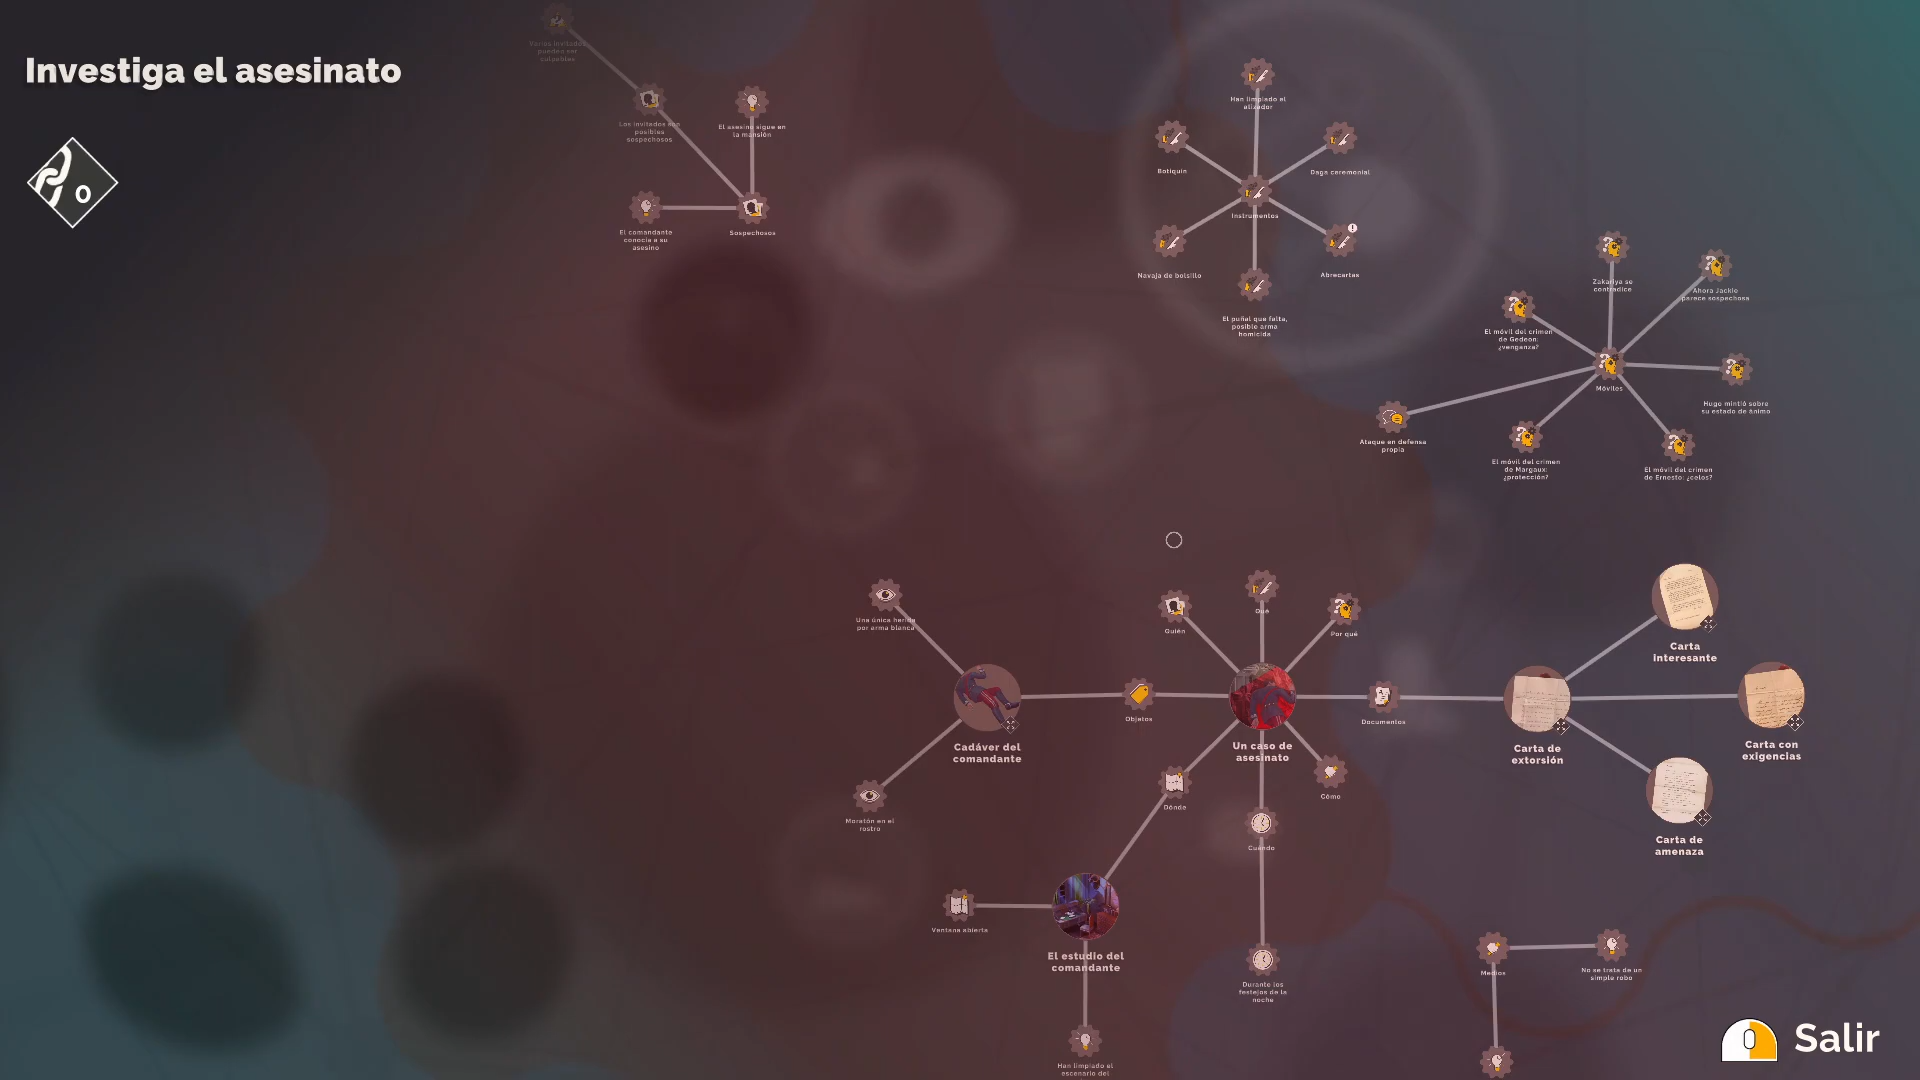 Investiga el asesinato
0
Varios invitados
pueden ser
culpables
Los invitados son
posibles
sospechosos
El asesino sigue en
la mansión
El comandante
conocía a su
asesino
Sospechosos
Han limpiado el
atizador
Botiquín
Daga ceremonial
Instrumentos
Navaja de bolsillo
Abrecartas
El puñal que falta,
posible arma
homicida
Zakariya se
contradice
Ahora Jackie
parece sospechosa
El móvil del crimen
de Gedeon:
¿venganza?
Móviles
Hugo mintió sobre
su estado de ánimo
Ataque en defensa
propia
El móvil del crimen
de Margaux:
¿protección?
El móvil del crimen
de Ernesto: ¿celos?
Una única herida
por arma blanca
Quién
Qué
Por qué
Carta
interesante
Objetos
Documentos
Cadáver del
comandante
Un caso de
asesinato
Carta de
extorsión
Carta con
exigencias
Moratón en el
rostro
Dónde
Cómo
Cuándo
Carta de
amenaza
Ventana abierta
El estudio del
comandante
Durante los
festejos de la
noche
Medios
No se trata de un
simple robo
Han limpiado el
escenario del
Salir